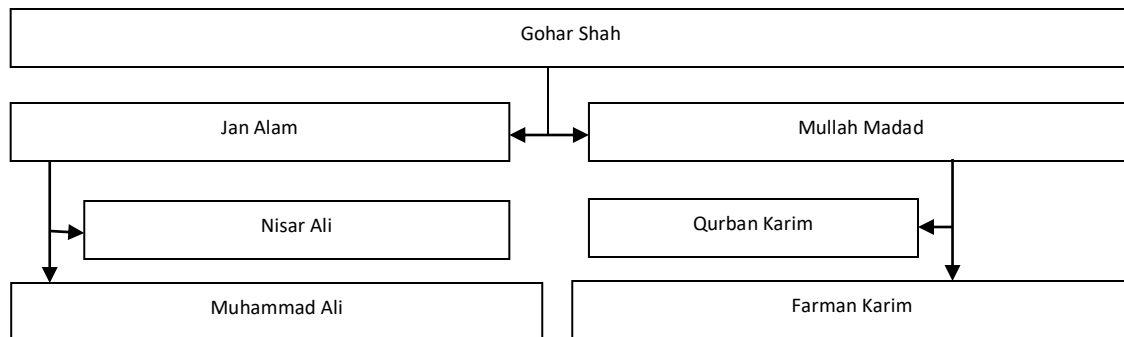 Gohar Shah
Jan Alam
Mullah Madad
Nisar Ali
Qurban Karim
Muhammad Ali
Farman Karim